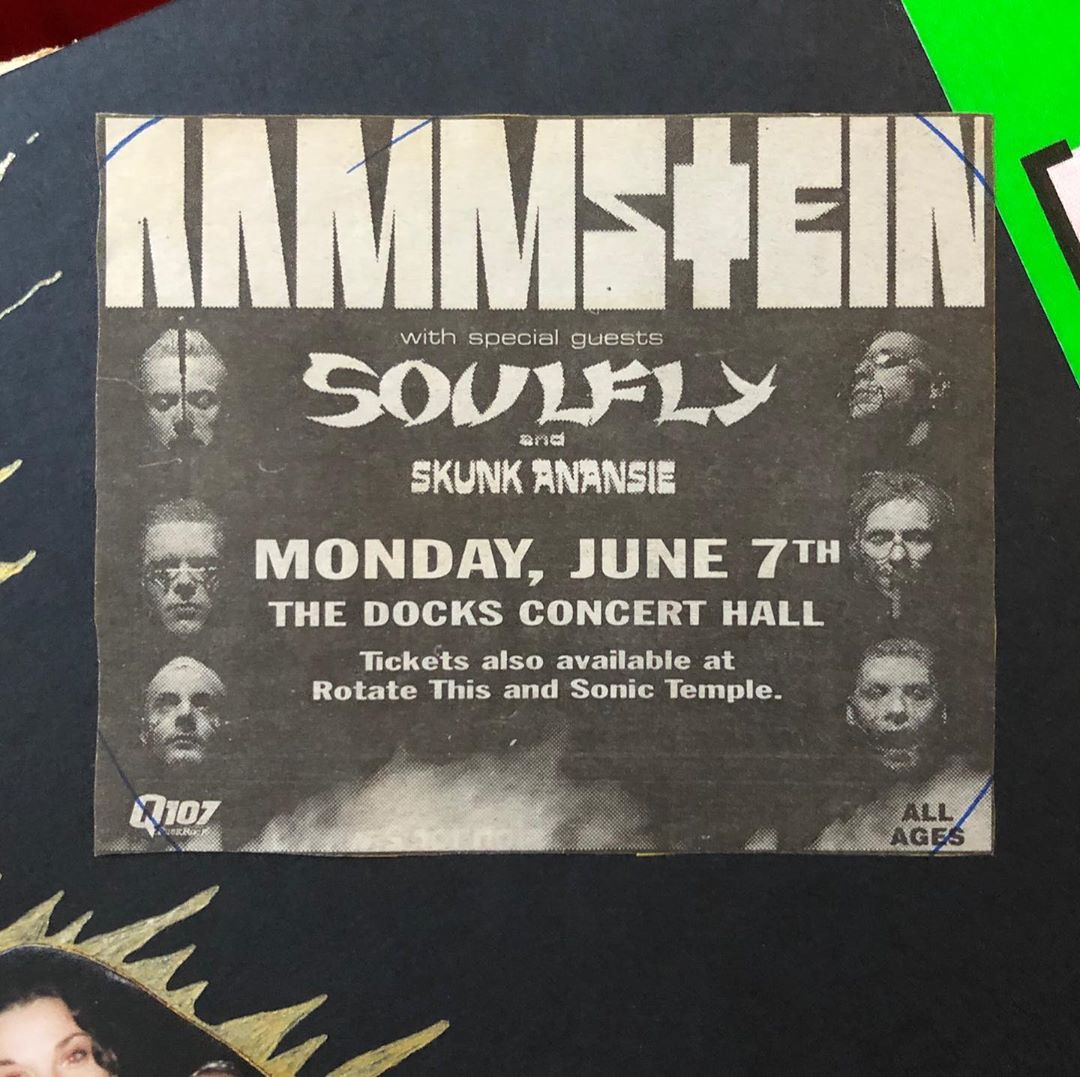 RAMMSTEIN
with special guests
SOULFLY
and
SKUNK ANANSIE
MONDAY, JUNE 7TH
THE DOCKS CONCERT HALL
Tickets also available at
Rotate This and Sonic Temple.
Q107
ALL
AGES